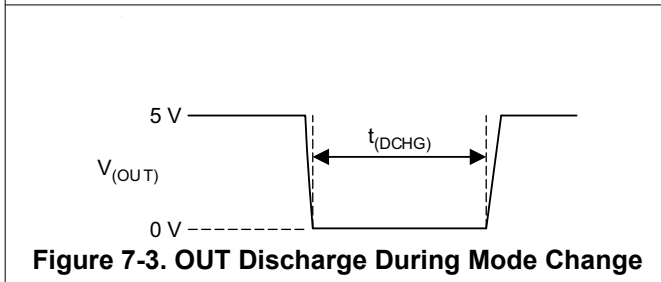 5 V
t(DCHG)
V(OUT)
0 V
Figure 7-3. OUT Discharge During Mode Change